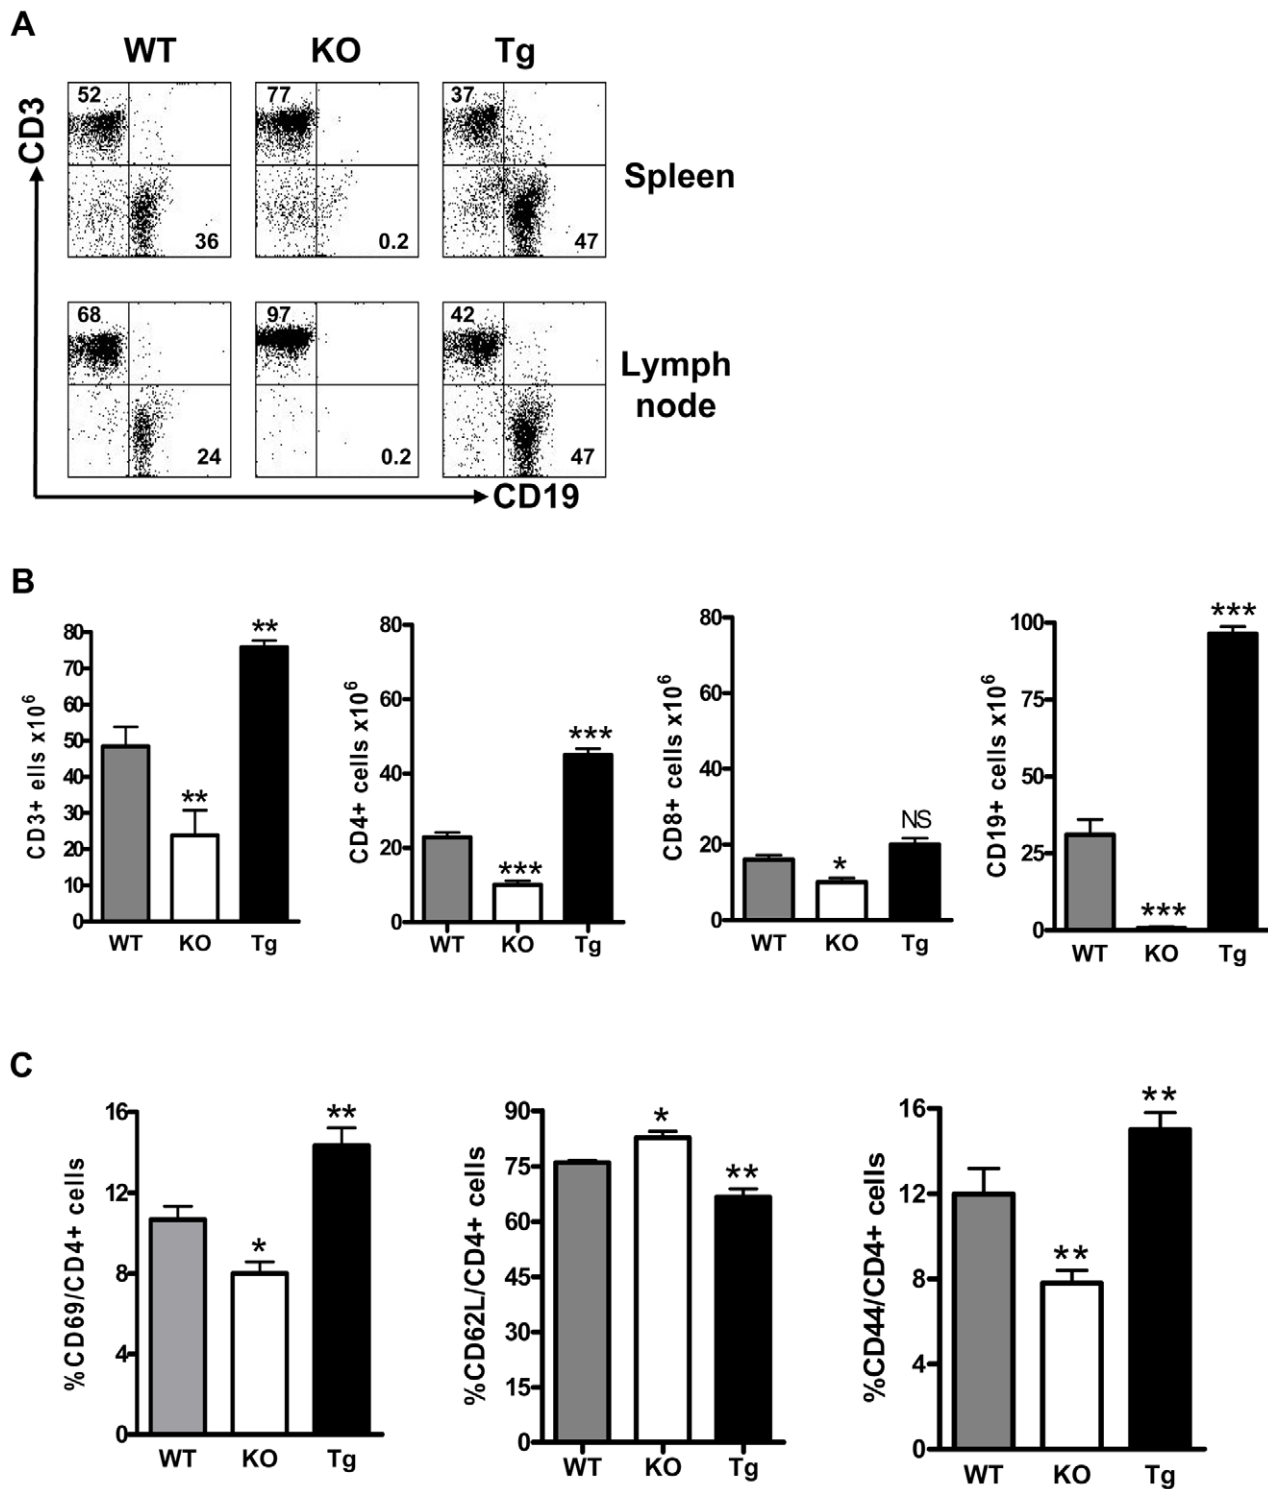 A
WT KO Tg
CD3
52 77 37
36 0.2 47
Spleen
68 97 42
24 0.2 47
Lymph
node
CD19
B
CD3+ ells x10⁶
80
70
60
50
40
30
20
10
0
**
**
WT KO Tg
CD4+ cells x10⁶
80
60
40
20
0
***
***
WT KO Tg
CD8+ cells x10⁶
80
60
40
20
0
*
NS
WT KO Tg
CD19+ cells x10⁶
100
75
50
25
0
***
***
WT KO Tg
C
%CD69/CD4+ cells
16
12
8
4
0
*
**
WT KO Tg
%CD62L/CD4+ cells
90
75
60
45
30
15
0
*
**
WT KO Tg
%CD44/CD4+ cells
16
12
8
4
0
**
**
WT KO Tg